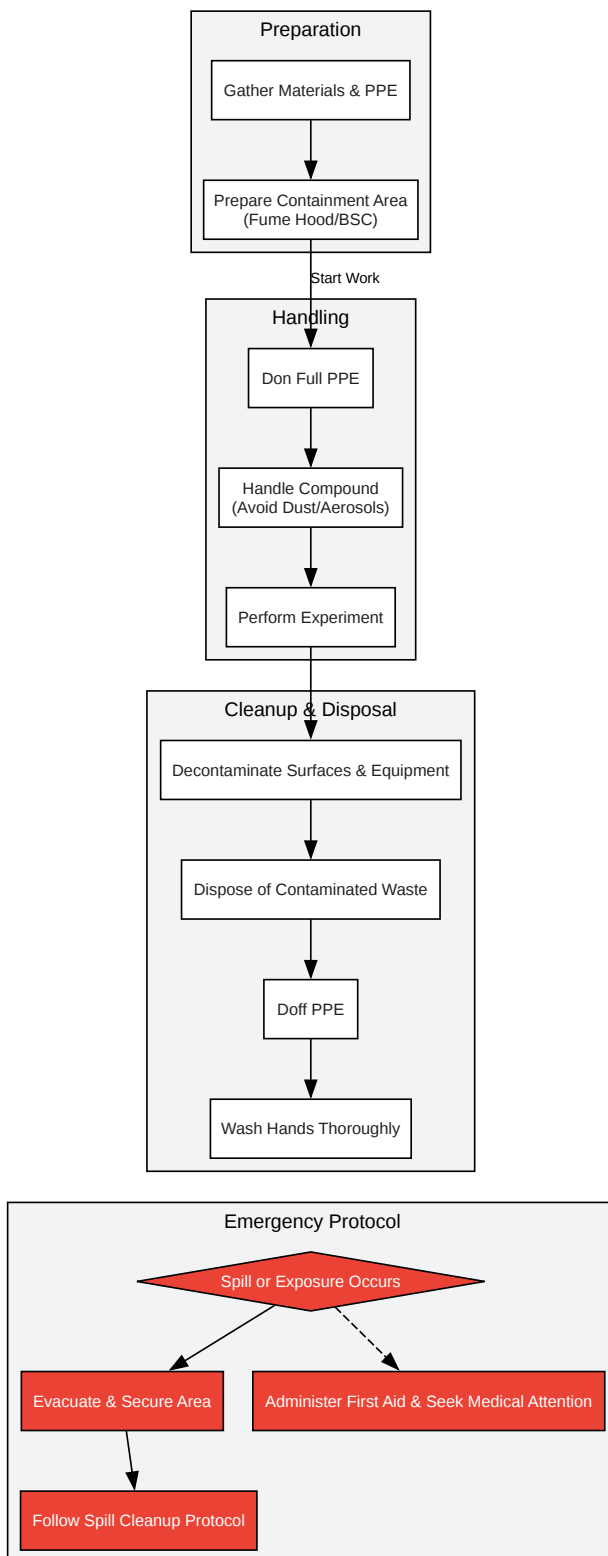 Preparation
Gather Materials & PPE
Prepare Containment Area
(Fume Hood/BSC)
Start Work
Handling
Don Full PPE
Handle Compound
(Avoid Dust/Aerosols)
Perform Experiment
Cleanup & Disposal
Decontaminate Surfaces & Equipment
Dispose of Contaminated Waste
Doff PPE
Wash Hands Thoroughly
Emergency Protocol
Spill or Exposure Occurs
Evacuate & Secure Area
Administer First Aid & Seek Medical Attention
Follow Spill Cleanup Protocol